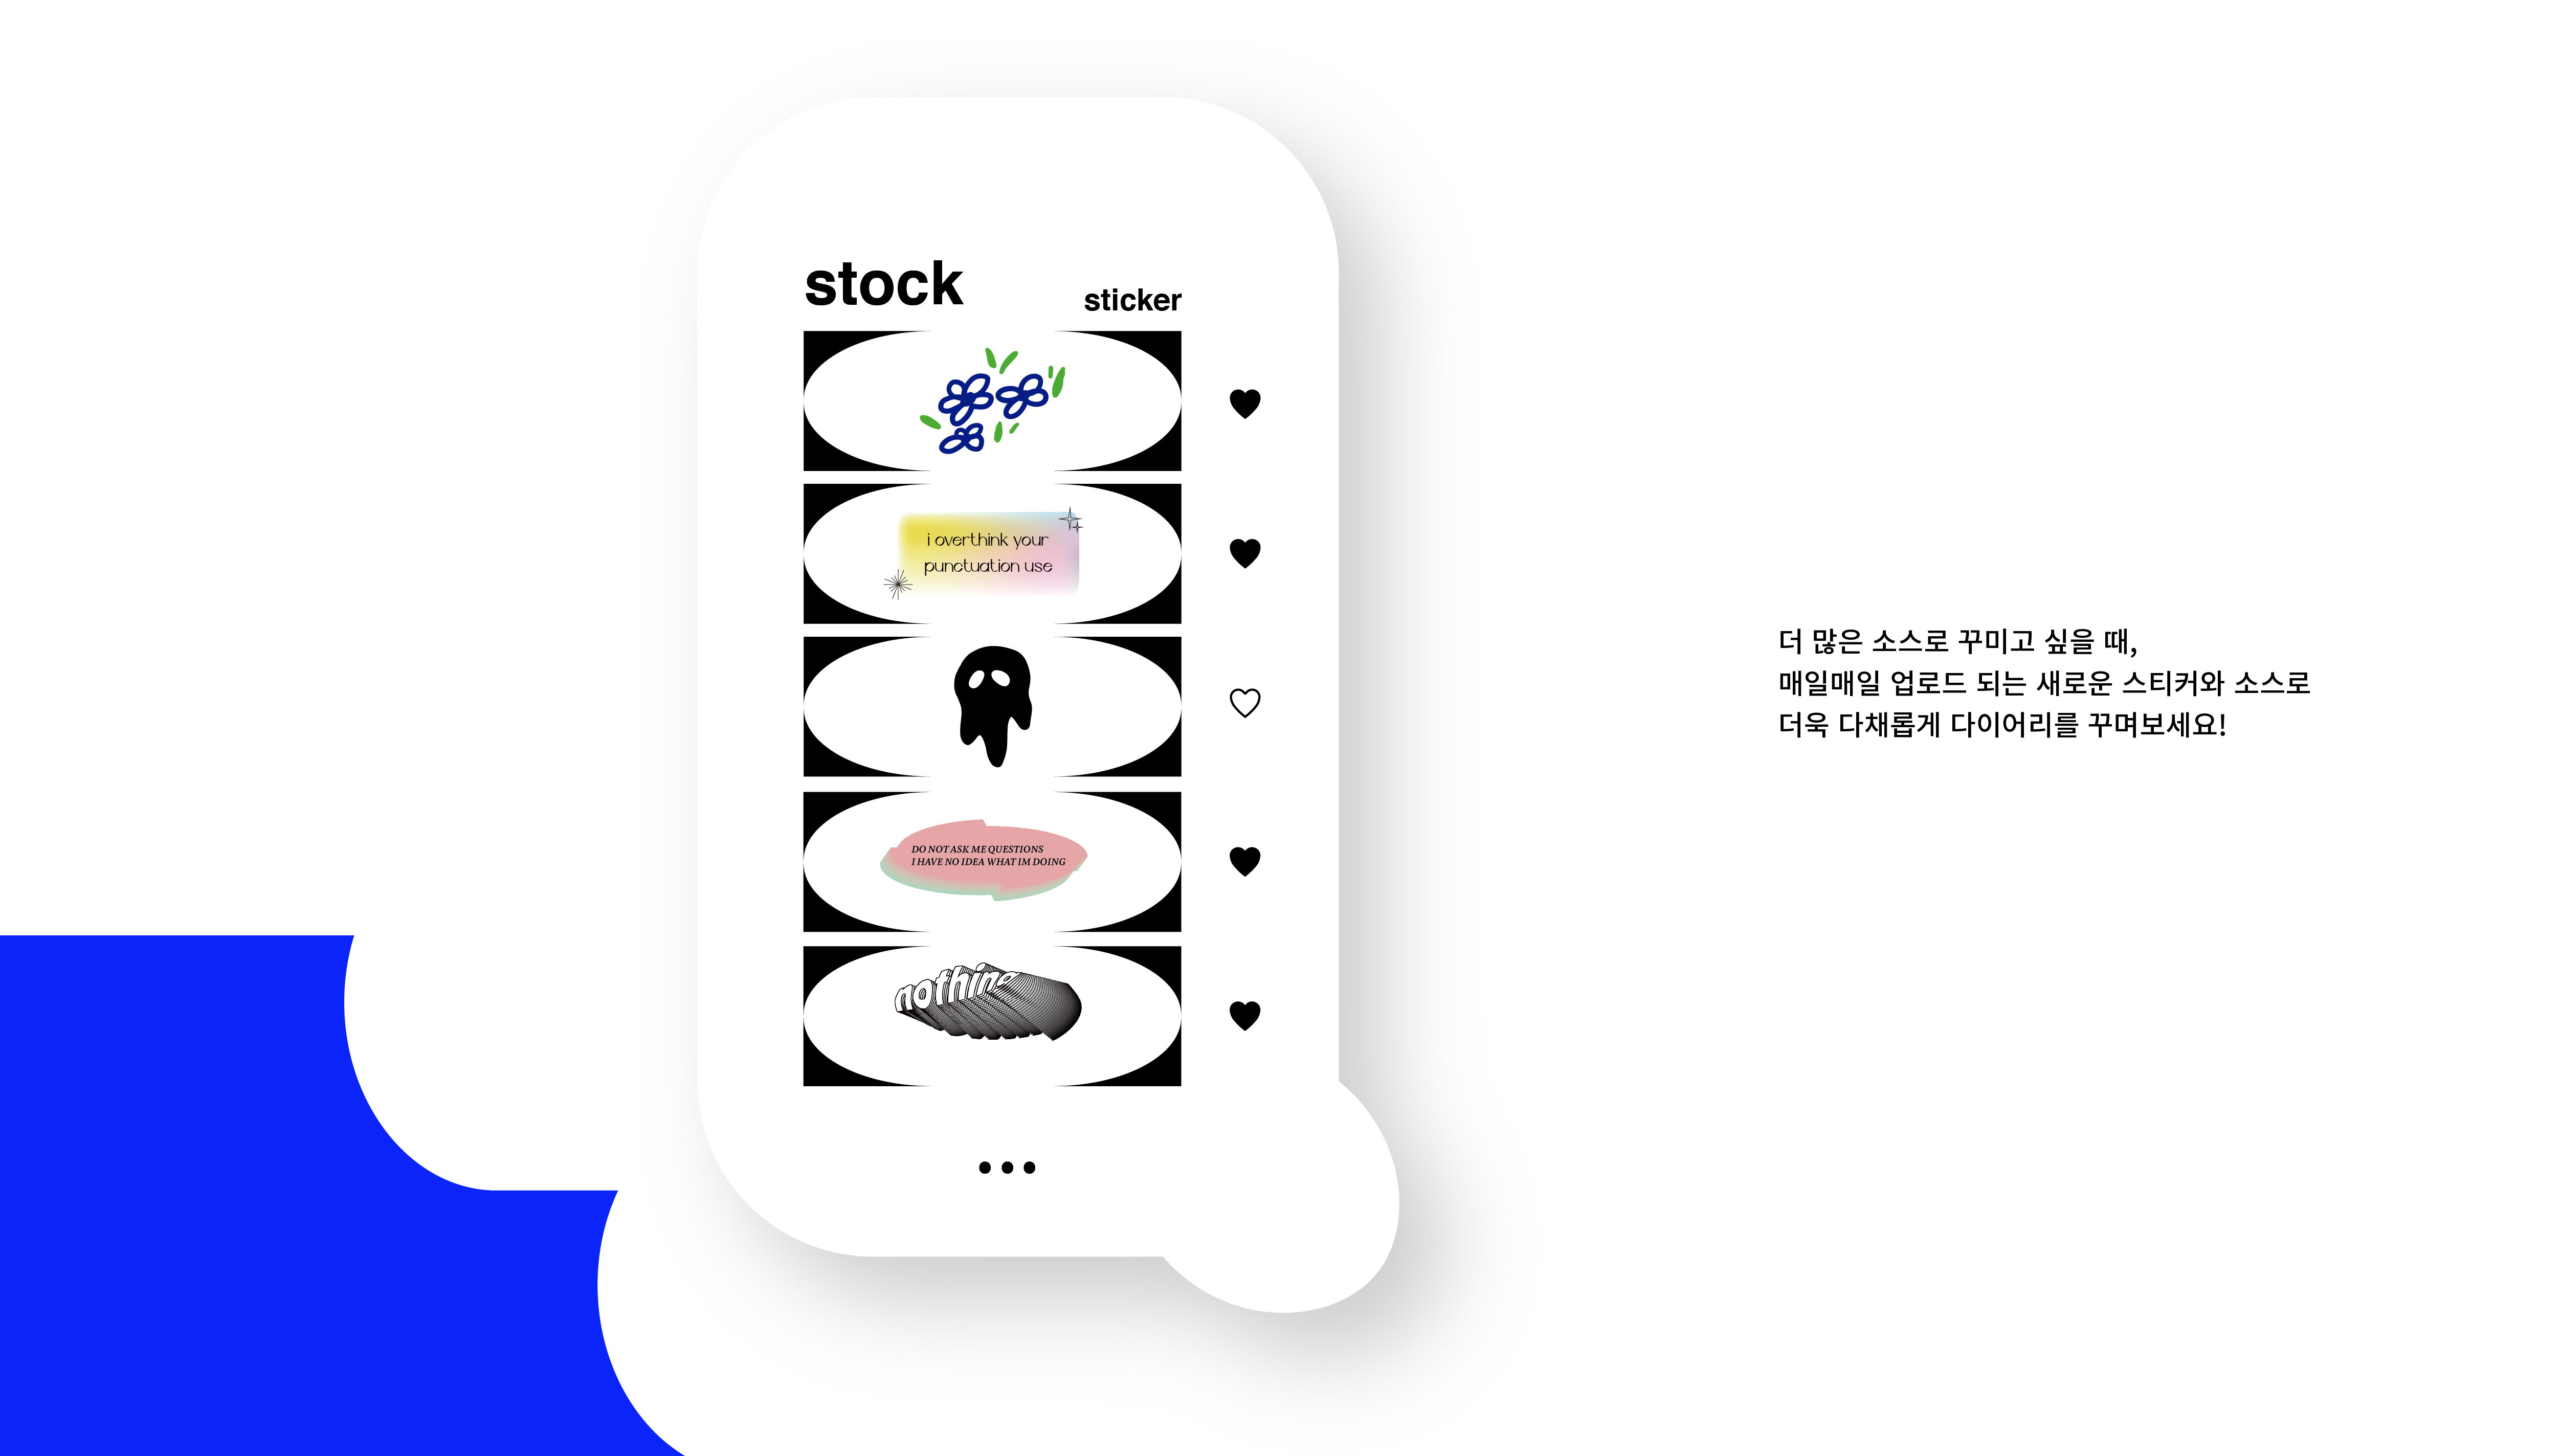 stock
sticker
i overthink your
punctuation use
DO NOT ASK ME QUESTIONS
I HAVE NO IDEA WHAT IM DOING
nothing
더 많은 소스로 꾸미고 싶을 때,
매일매일 업로드 되는 새로운 스티커와 소스로
더욱 다채롭게 다이어리를 꾸며보세요!